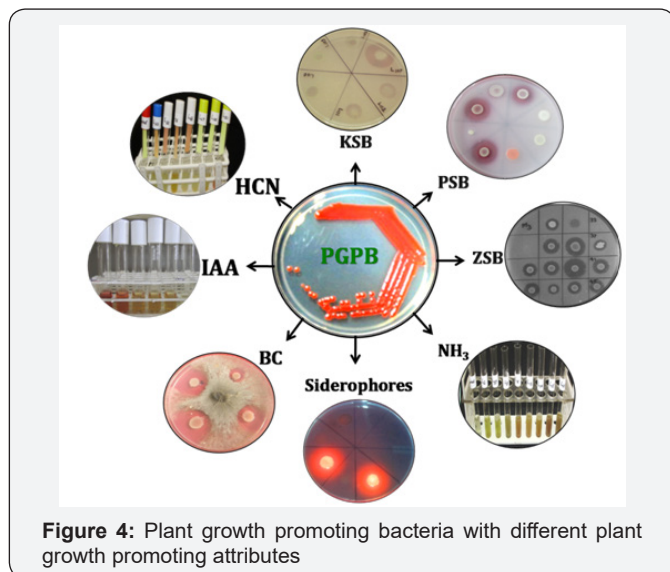 KSB
HCN
PSB
PGPB
IAA
ZSB
BC
NH₃
Siderophores
Figure 4: Plant growth promoting bacteria with different plant
growth promoting attributes